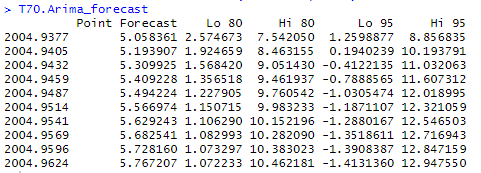 > T70.Arima_forecast
Point Forecast Lo 80 Hi 80 Lo 95 Hi 95
2004.9377 5.058361 2.574673 7.542050 1.2598877 8.856835
2004.9405 5.193907 1.924659 8.463155 0.1940239 10.193791
2004.9432 5.309925 1.568420 9.051430 -0.4122135 11.032063
2004.9459 5.409228 1.356518 9.461937 -0.7888565 11.607312
2004.9487 5.494224 1.227905 9.760542 -1.0305474 12.018995
2004.9514 5.566974 1.150715 9.983233 -1.1871107 12.321059
2004.9541 5.629243 1.106290 10.152196 -1.2880167 12.546503
2004.9569 5.682541 1.082993 10.282090 -1.3518611 12.716943
2004.9596 5.728160 1.073297 10.383023 -1.3908387 12.847159
2004.9624 5.767207 1.072233 10.462181 -1.4131360 12.947550